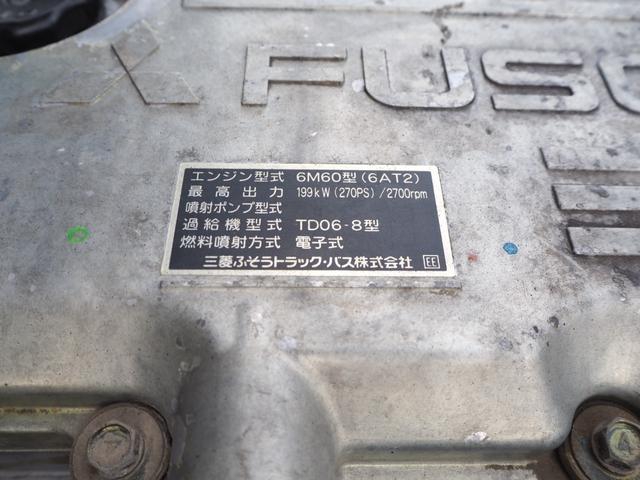 FUSO
エンジン型式 6M60型(6AT2)
最高出力 199kW(270PS)/2700rpm
噴射ポンプ型式
過給機型式 TD06-8型
燃料噴射方式 電子式
三菱ふそうトラック・バス株式会社 EE